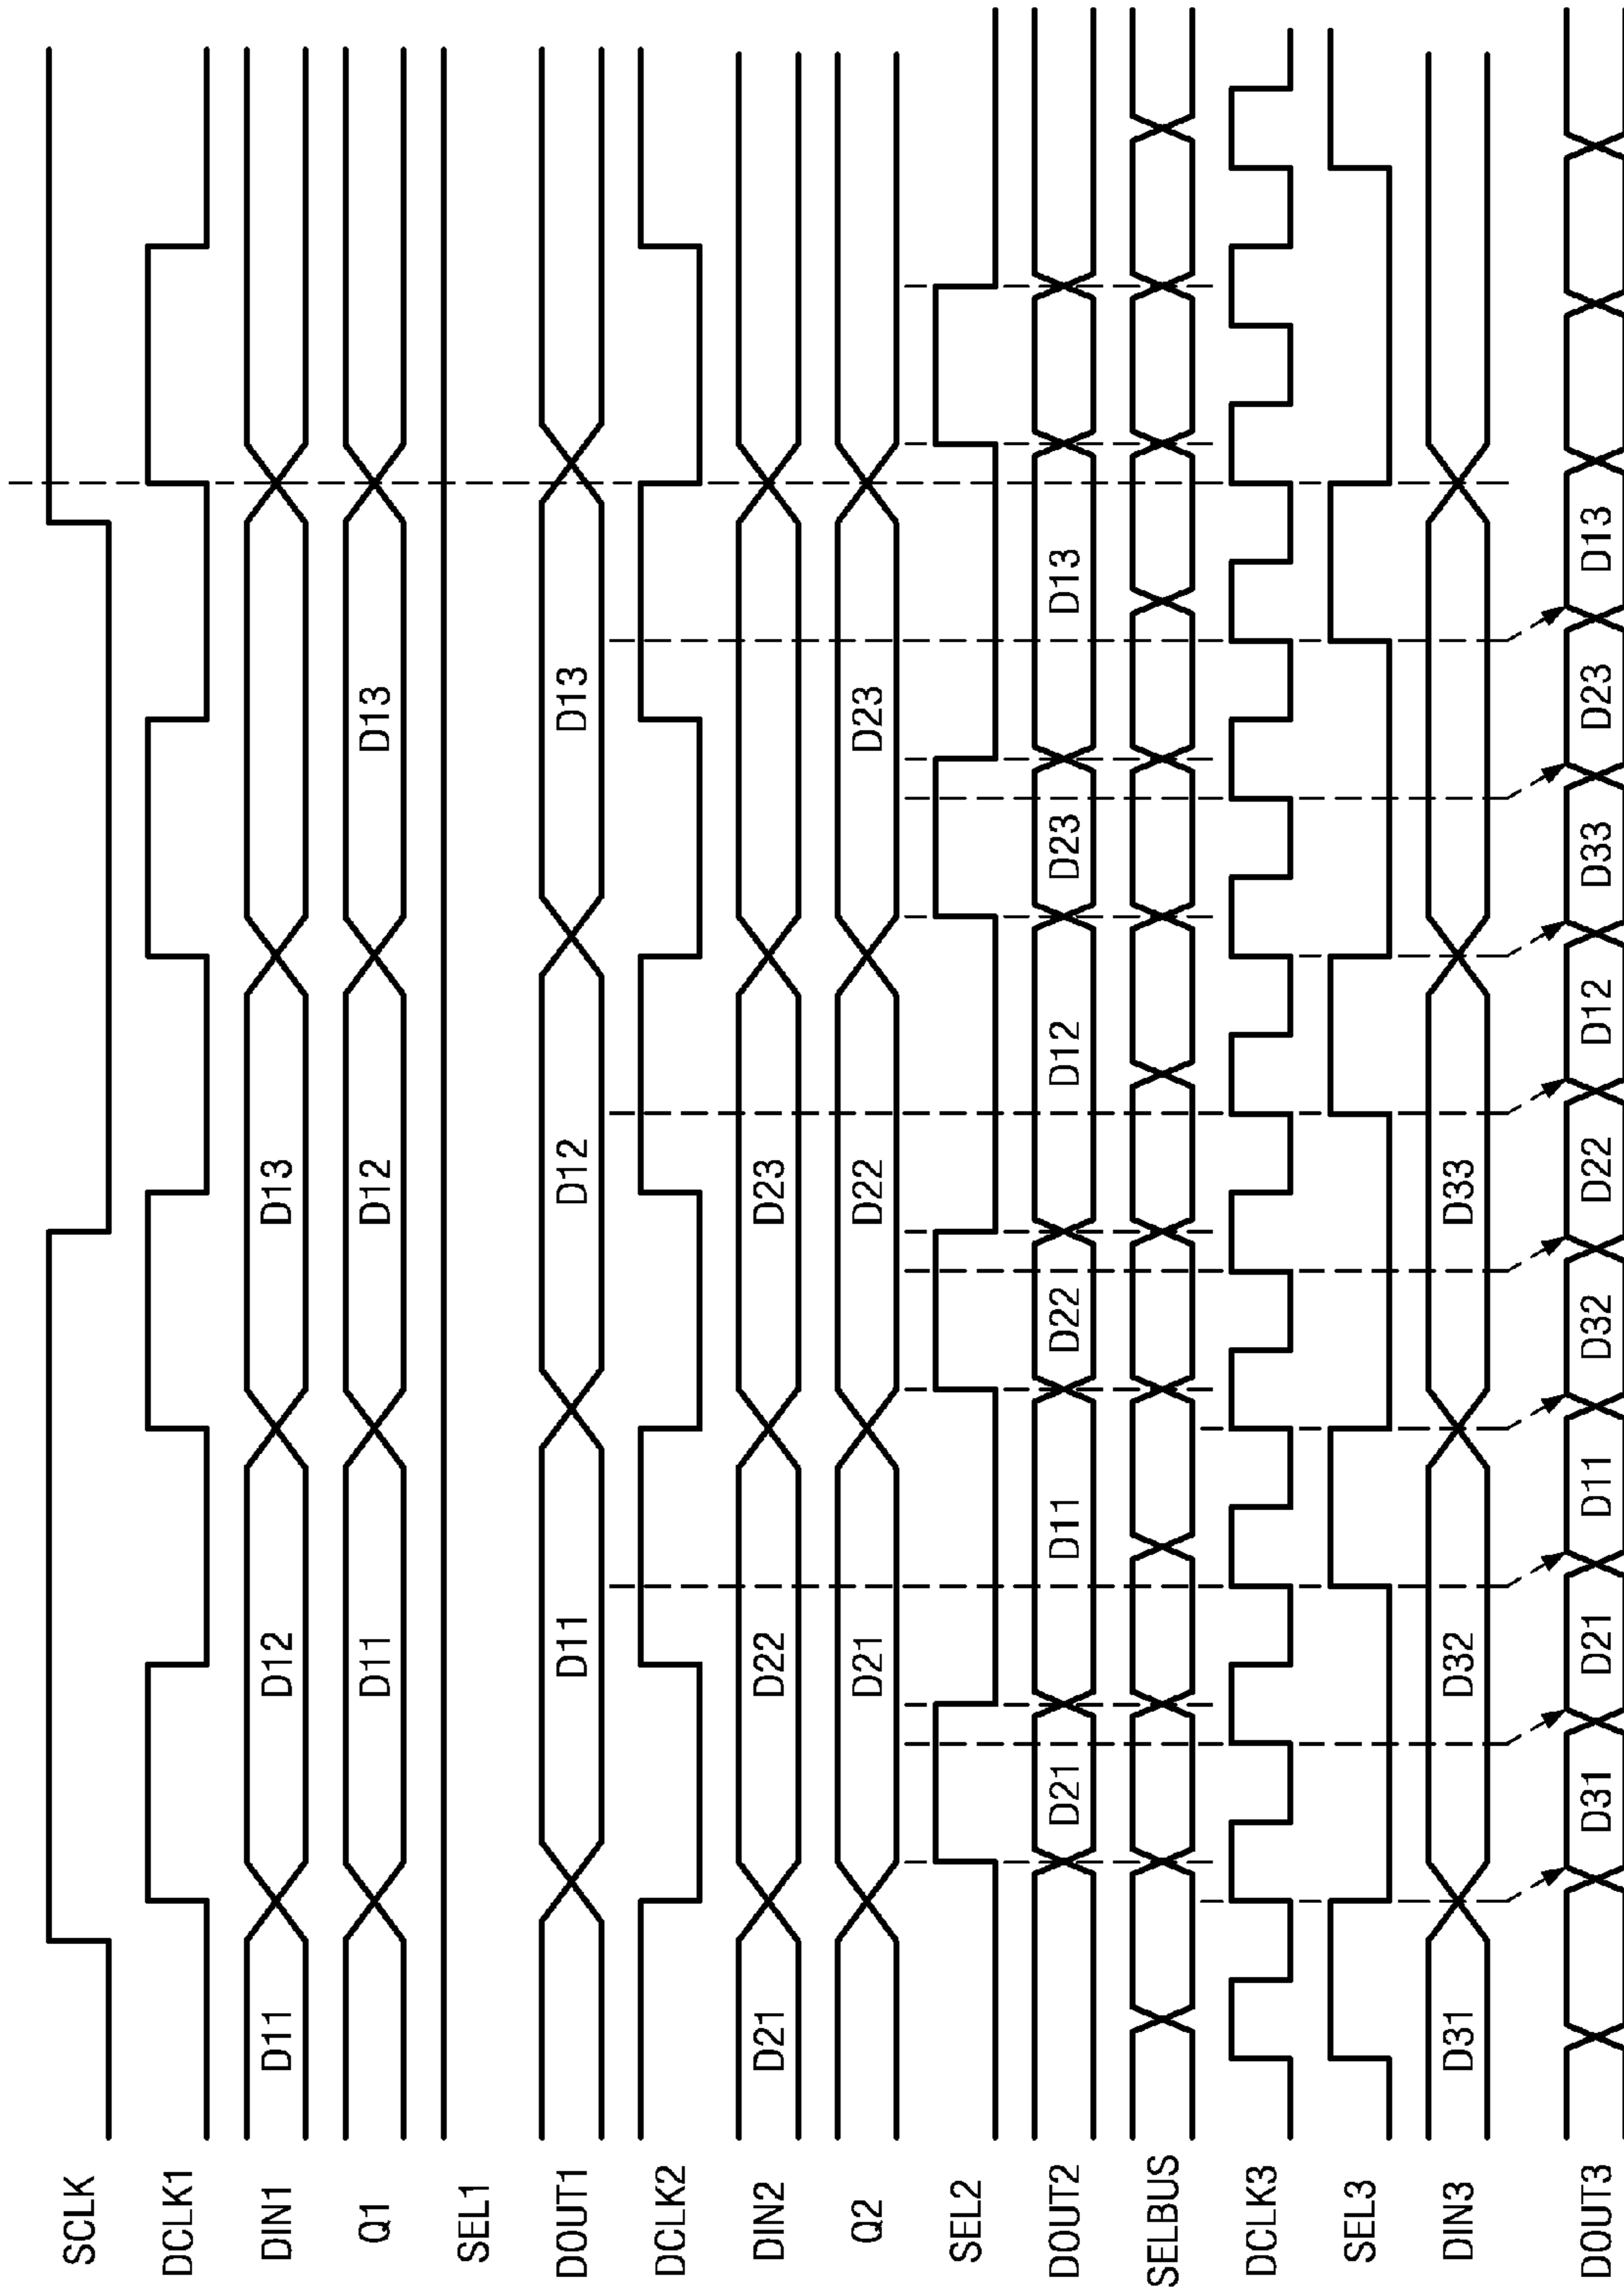 SCLK
DCLK1
DIN1 D11 D12 D13
Q1 D11 D12 D13
SEL1
DOUT1 D11 D12 D13
DCLK2
DIN2 D21 D22 D23
Q2 D21 D22 D23
SEL2
DOUT2 D21 D11 D22 D12 D23 D13
SELBUS
DCLK3
SEL3
DIN3 D31 D32 D33
DOUT3 D31 D21 D11 D32 D22 D12 D33 D23 D13